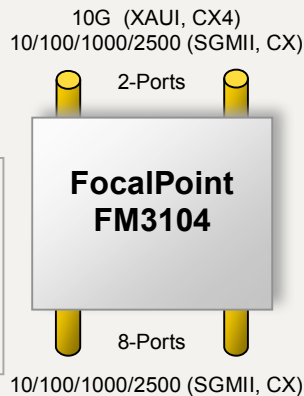 10G (XAUI, CX4)
10/100/1000/2500 (SGMII, CX)
2-Ports
FocalPoint
FM3104
8-Ports
10/100/1000/2500 (SGMII, CX)